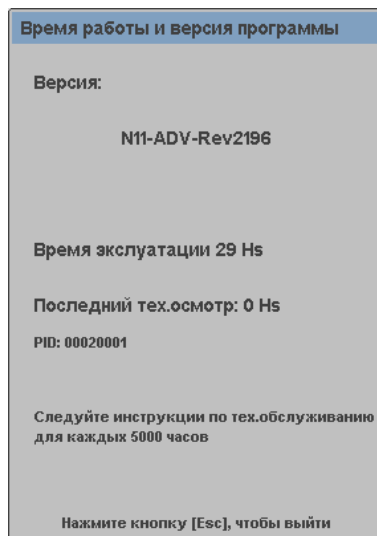 Время работы и версия программы
Версия:
N11-ADV-Rev2196
Время экслуатации 29 Hs
Последний тех.осмотр: 0 Hs
PID: 00020001
Следуйте инструкции по тех.обслуживанию
для каждых 5000 часов
Нажмите кнопку [Esc], чтобы выйти